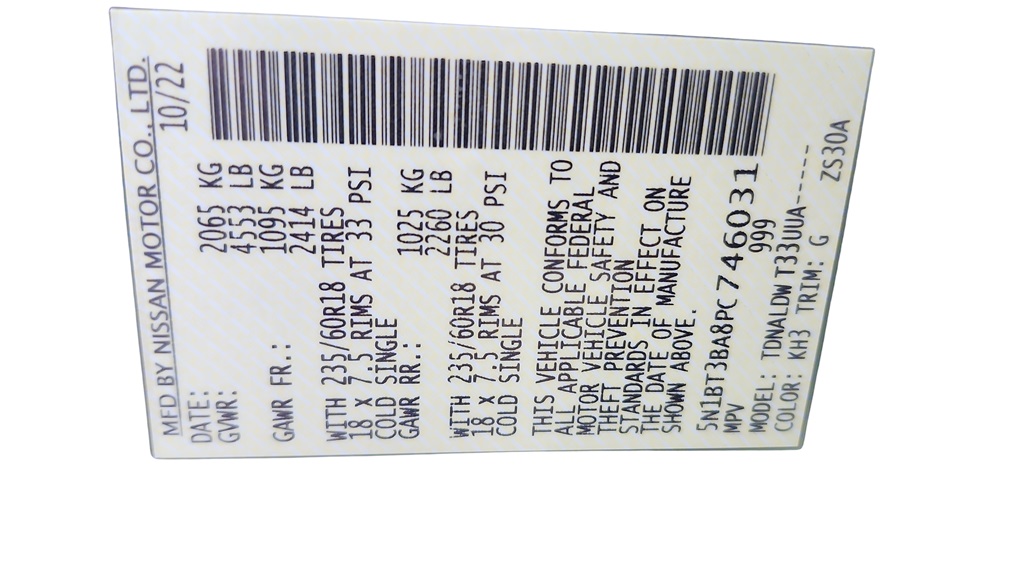 MFD BY NISSAN MOTOR CO., LTD.
DATE: 10/22
GVWR: 2065 KG
4553 LB
GAWR FR.: 1095 KG
2414 LB
WITH 235/60R18 TIRES
18 X 7.5 RIMS AT 33 PSI
COLD SINGLE
GAWR RR.: 1025 KG
2260 LB
WITH 235/60R18 TIRES
18 X 7.5 RIMS AT 30 PSI
COLD SINGLE
THIS VEHICLE CONFORMS TO
ALL APPLICABLE FEDERAL
MOTOR VEHICLE SAFETY AND
THEFT PREVENTION
STANDARDS IN EFFECT ON
THE DATE OF MANUFACTURE
SHOWN ABOVE.
5N1BT3BA8PC746031
MPV 999
MODEL: TDNALDW T33UUA-----
COLOR: KH3 TRIM: G ZS30A